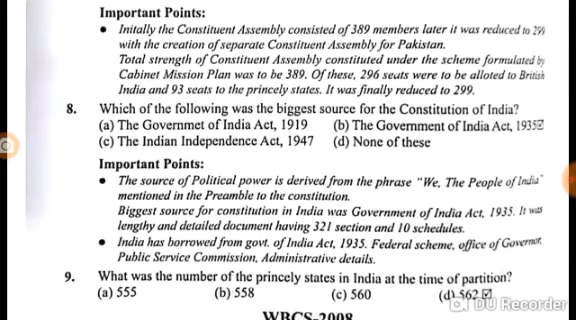 Important Points:
• Initally the Constituent Assembly consisted of 389 members later it was reduced to 299
with the creation of separate Constituent Assembly for Pakistan.
Total strength of Constituent Assembly constituted under the scheme formulated by
Cabinet Mission Plan was to be 389. Of these, 296 seats were to be alloted to British
India and 93 seats to the princely states. It was finally reduced to 299.
8. Which of the following was the biggest source for the Constitution of India?
(a) The Governmet of India Act, 1919 (b) The Government of India Act, 1935☑
(c) The Indian Independence Act, 1947 (d) None of these
Important Points:
• The source of Political power is derived from the phrase "We, The People of India"
mentioned in the Preamble to the constitution.
Biggest source for constitution in India was Government of India Act, 1935. It was
lengthy and detailed document having 321 section and 10 schedules.
• India has borrowed from govt. of India Act, 1935. Federal scheme, office of Governor,
Public Service Commission, Administrative details.
9. What was the number of the princely states in India at the time of partition?
(a) 555 (b) 558 (c) 560 (d) 562 ☑
DU Recorder
WBCS-2008